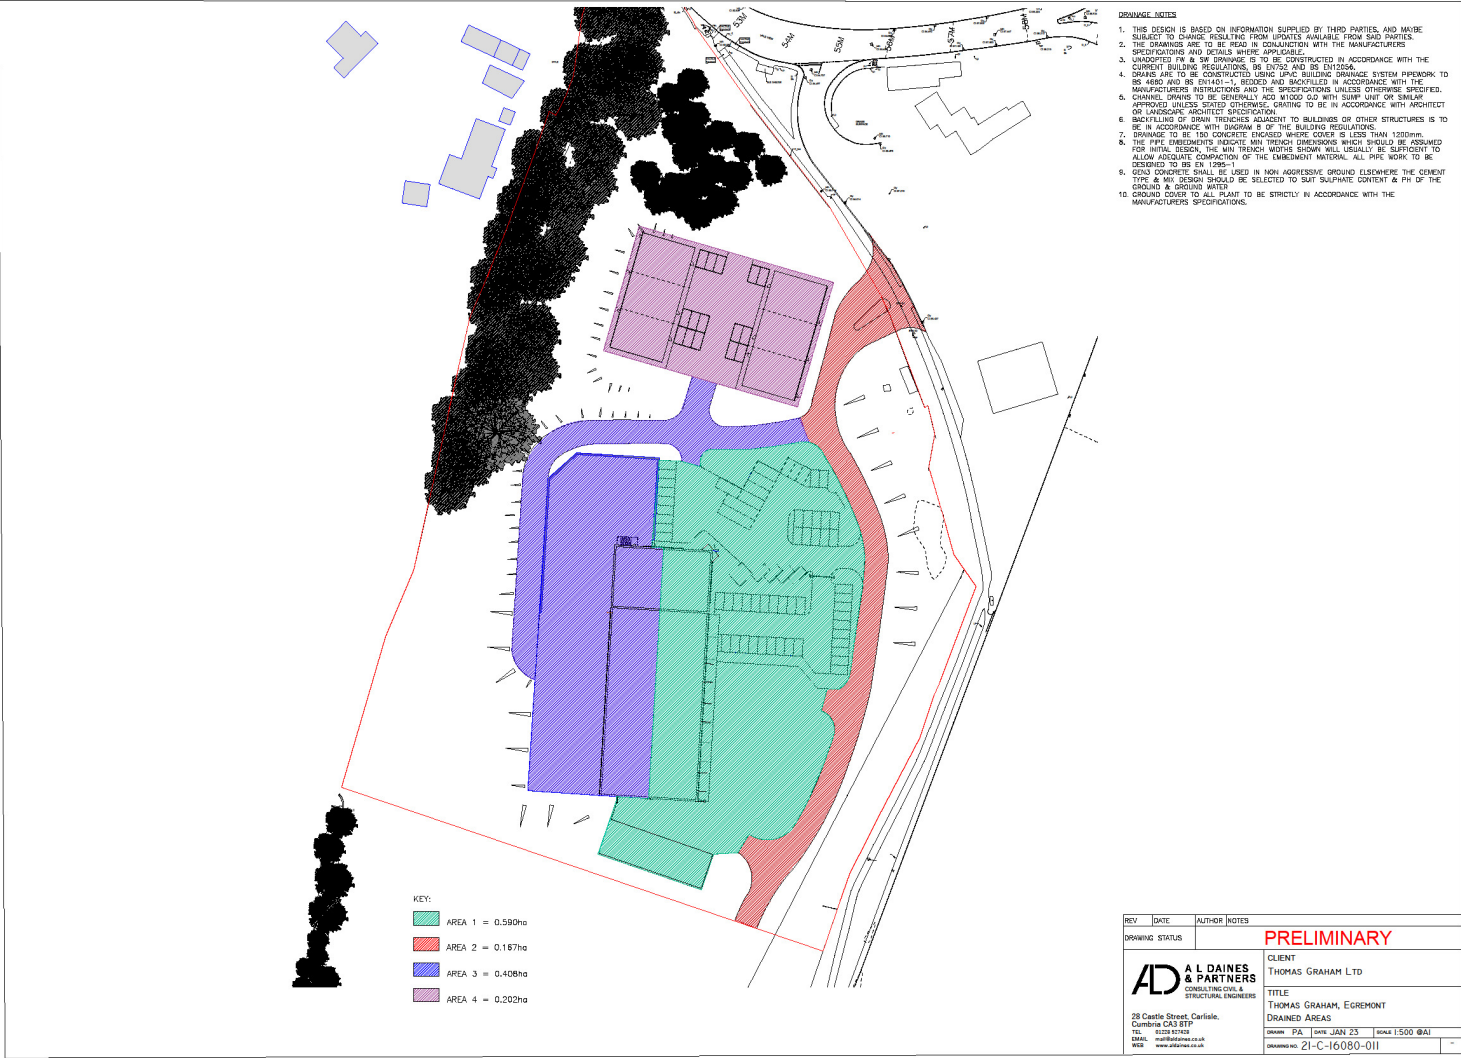 DRAINAGE NOTES
1. THIS DESIGN IS BASED ON INFORMATION SUPPLIED BY THIRD PARTIES, AND MAYBE
SUBJECT TO CHANGE RESULTING FROM UPDATES AVAILABLE FROM SAID PARTIES.
2. THE DRAWINGS ARE TO BE READ IN CONJUNCTION WITH THE MANUFACTURERS
SPECIFICATIONS AND DETAILS WHERE APPLICABLE.
3. UNADOPTED FW & SW DRAINAGE IS TO BE CONSTRUCTED IN ACCORDANCE WITH THE
CURRENT BUILDING REGULATIONS, BS EN752 AND BS EN12056.
4. DRAINS ARE TO BE CONSTRUCTED USING UPVC BUILDING DRAINAGE SYSTEM PIPEWORK TO
BS 4660 AND BS EN1401-1, BEDDED AND BACKFILLED IN ACCORDANCE WITH THE
MANUFACTURERS INSTRUCTIONS AND THE SPECIFICATIONS UNLESS OTHERWISE SPECIFIED.
5. CHANNEL DRAINS TO BE GENERALLY ACO M100D 0.0 WITH SUMP UNIT OR SIMILAR
APPROVED UNLESS STATED OTHERWISE. GRATING TO BE IN ACCORDANCE WITH ARCHITECT
OR LANDSCAPE ARCHITECT SPECIFICATION.
6. BACKFILLING OF DRAIN TRENCHES ADJACENT TO BUILDINGS OR OTHER STRUCTURES IS TO
BE IN ACCORDANCE WITH DIAGRAM 8 OF THE BUILDING REGULATIONS.
7. DRAINAGE TO BE 150 CONCRETE ENCASED WHERE COVER IS LESS THAN 1200mm.
8. THE PIPE EMBEDMENTS INDICATE MIN TRENCH DIMENSIONS WHICH SHOULD BE ASSUMED
FOR INITIAL DESIGN, THE MIN TRENCH WIDTHS SHOWN WILL USUALLY BE SUFFICIENT TO
ALLOW ADEQUATE COMPACTION OF THE EMBEDMENT MATERIAL. ALL PIPE WORK TO BE
DESIGNED TO BS EN 1295-1
9. GEN3 CONCRETE SHALL BE USED IN NON AGGRESSIVE GROUND ELSEWHERE THE CEMENT
TYPE & MIX DESIGN SHOULD BE SELECTED TO SUIT SULPHATE CONTENT & PH OF THE
GROUND & GROUND WATER
10. GROUND COVER TO ALL PLANT TO BE STRICTLY IN ACCORDANCE WITH THE
MANUFACTURERS SPECIFICATIONS.
53M
54M
55M
56M
57M
58M
KEY:
AREA 1 = 0.590ha
AREA 2 = 0.167ha
AREA 3 = 0.408ha
AREA 4 = 0.202ha
REV DATE AUTHOR NOTES
DRAWING STATUS PRELIMINARY
AD A L DAINES
& PARTNERS
CONSULTING CIVIL &
STRUCTURAL ENGINEERS
28 Castle Street, Carlisle,
Cumbria CA3 8TP
TEL 01228 527428
EMAIL mail@aldaines.co.uk
WEB www.aldaines.co.uk
CLIENT
THOMAS GRAHAM LTD
TITLE
THOMAS GRAHAM, EGREMONT
DRAINED AREAS
DRAWN PA DATE JAN 23 SCALE 1:500 @A1
DRAWING NO. 21-C-16080-011 -